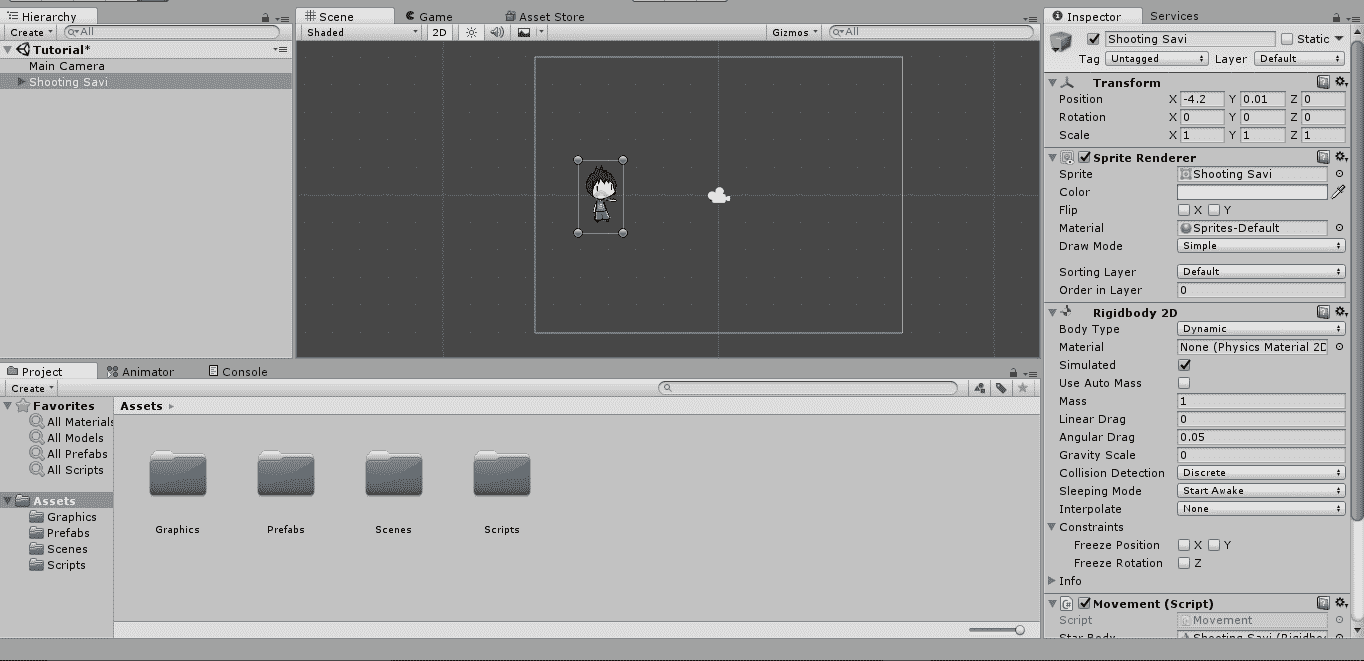 Hierarchy
Create All
Tutorial*
Main Camera
Shooting Savi
Scene Game Asset Store
Shaded 2D Gizmos All
Project Animator Console
Create
Favorites
All Materials
All Models
All Prefabs
All Scripts
Assets
Graphics
Prefabs
Scenes
Scripts
Assets
Graphics Prefabs Scenes Scripts
Inspector Services
Shooting Savi Static
Tag Untagged Layer Default
Transform
Position X -4.2 Y 0.01 Z 0
Rotation X 0 Y 0 Z 0
Scale X 1 Y 1 Z 1
Sprite Renderer
Sprite Shooting Savi
Color
Flip X Y
Material Sprites-Default
Draw Mode Simple
Sorting Layer Default
Order in Layer 0
Rigidbody 2D
Body Type Dynamic
Material None (Physics Material 2D
Simulated
Use Auto Mass
Mass 1
Linear Drag 0
Angular Drag 0.05
Gravity Scale 0
Collision Detection Discrete
Sleeping Mode Start Awake
Interpolate None
Constraints
Freeze Position X Y
Freeze Rotation Z
Info
Movement (Script)
Script Movement
Star Body Shooting Savi (Rigidbo